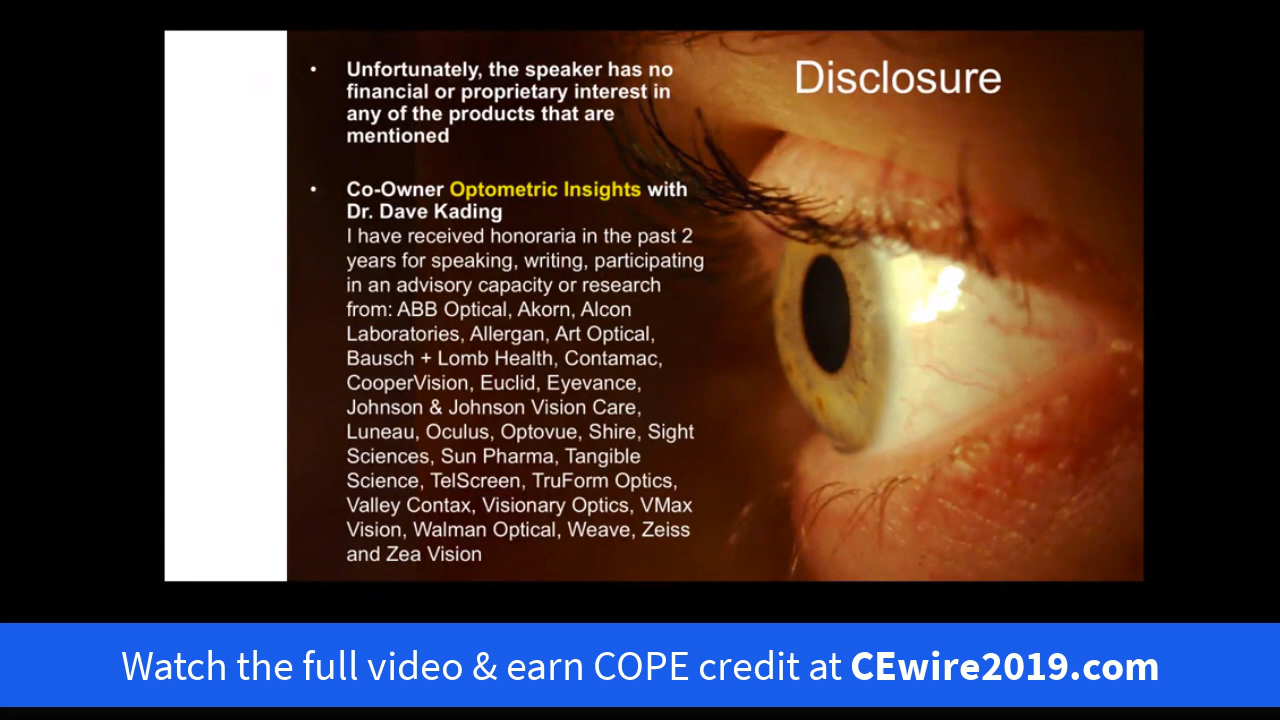 Disclosure
• Unfortunately, the speaker has no
financial or proprietary interest in
any of the products that are
mentioned
• Co-Owner Optometric Insights with
Dr. Dave Kading
I have received honoraria in the past 2
years for speaking, writing, participating
in an advisory capacity or research
from: ABB Optical, Akorn, Alcon
Laboratories, Allergan, Art Optical,
Bausch + Lomb Health, Contamac,
CooperVision, Euclid, Eyevance,
Johnson & Johnson Vision Care,
Luneau, Oculus, Optovue, Shire, Sight
Sciences, Sun Pharma, Tangible
Science, TelScreen, TruForm Optics,
Valley Contax, Visionary Optics, VMax
Vision, Walman Optical, Weave, Zeiss
and Zea Vision
Watch the full video & earn COPE credit at CEwire2019.com